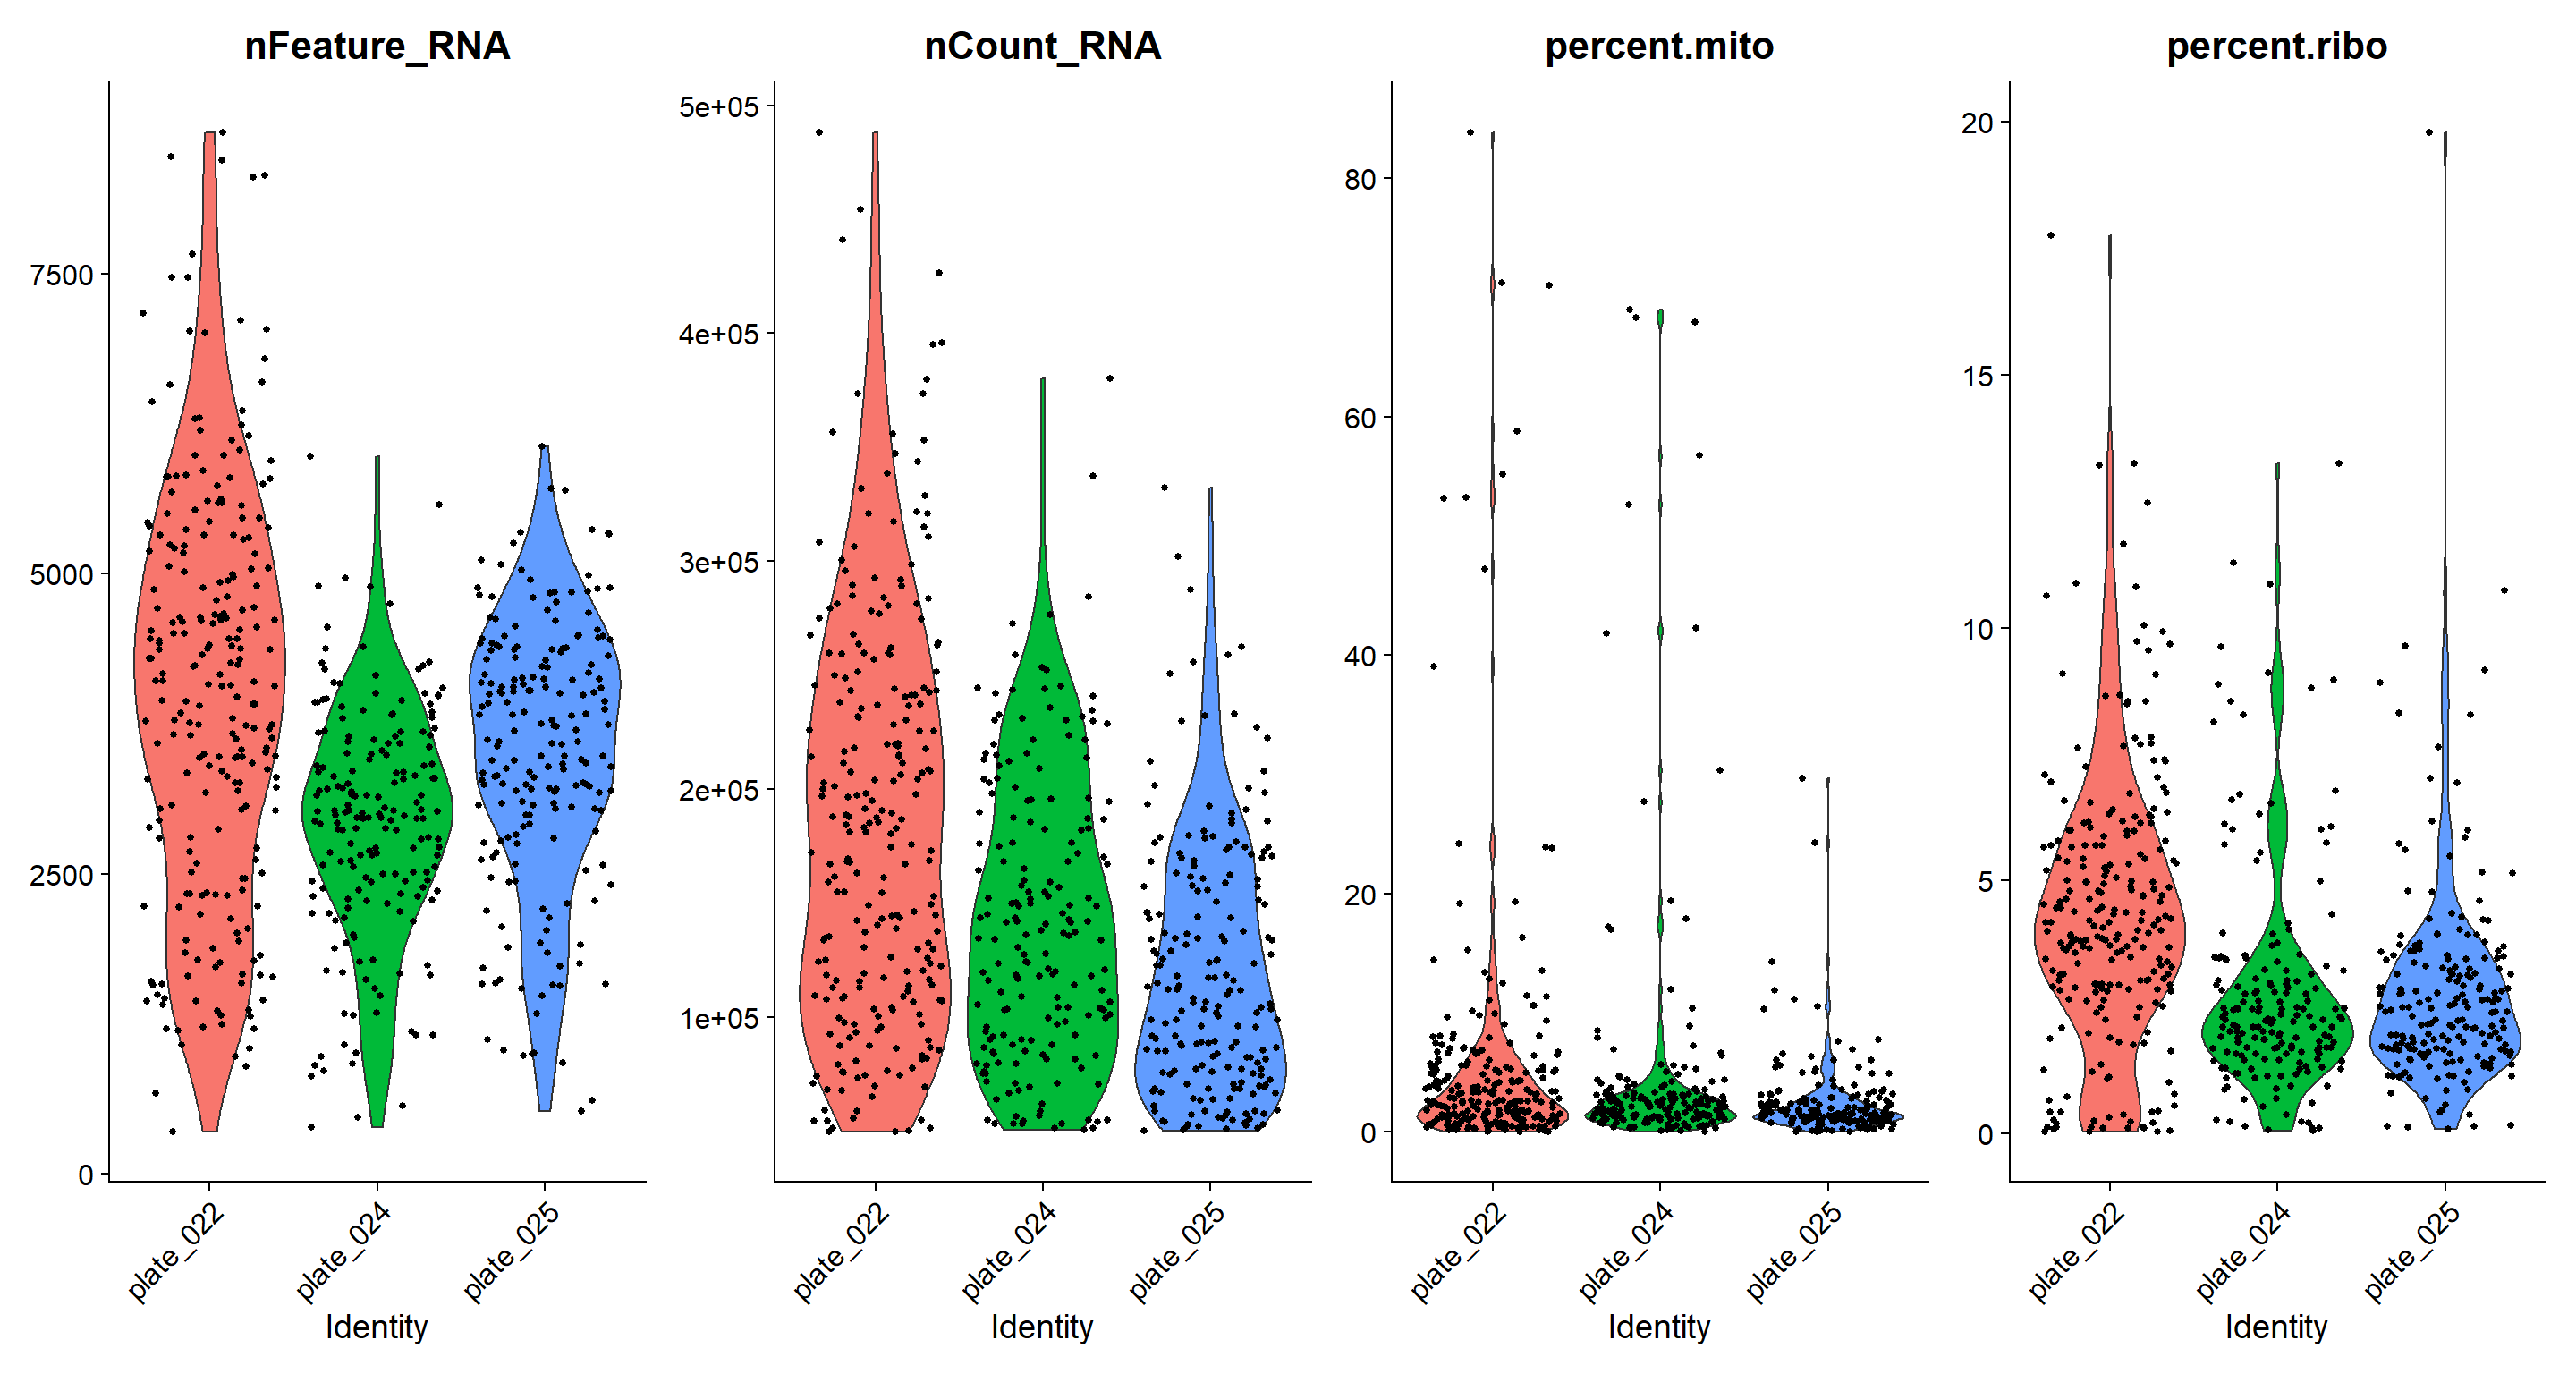 nFeature_RNA
7500
5000
2500
0
plate_022
plate_024
plate_025
Identity
nCount_RNA
5e+05
4e+05
3e+05
2e+05
1e+05
plate_022
plate_024
plate_025
Identity
percent.mito
80
60
40
20
0
plate_022
plate_024
plate_025
Identity
percent.ribo
20
15
10
5
0
plate_022
plate_024
plate_025
Identity